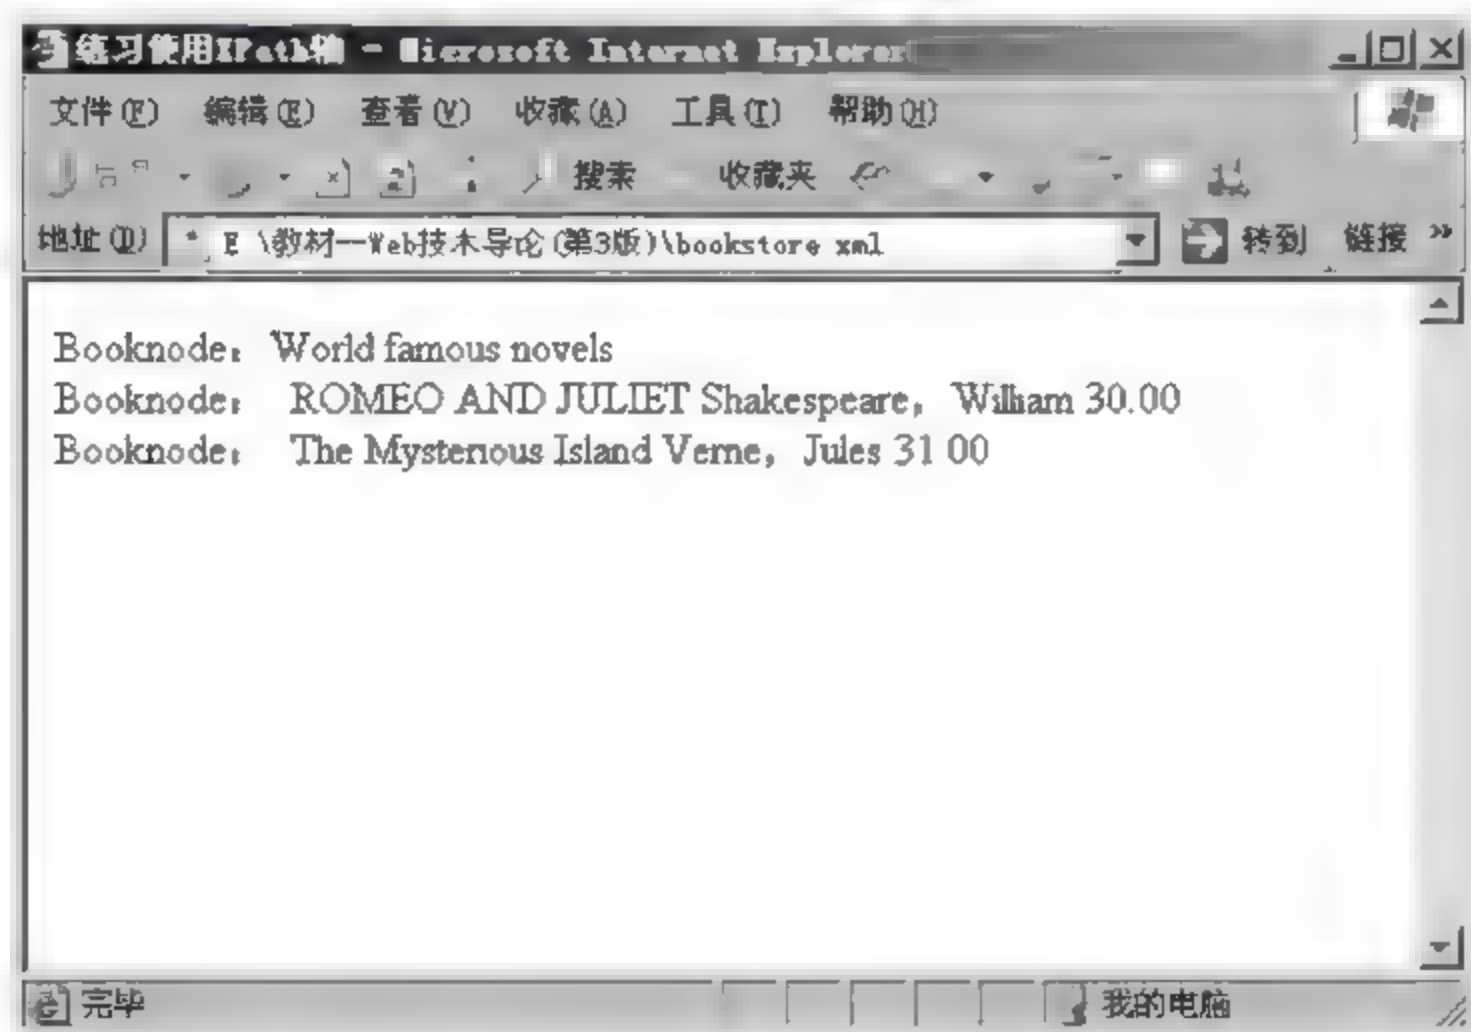 练习使用XPath轴 - Microsoft Internet Explorer
文件(F) 编辑(E) 查看(V) 收藏(A) 工具(T) 帮助(H)
搜索 收藏夹
地址(D) E \教材--Web技术导论(第3版)\bookstore xml 转到 链接 »
Booknode: World famous novels
Booknode: ROMEO AND JULIET Shakespeare, William 30.00
Booknode: The Mysterious Island Verne, Jules 31 00
完毕 我的电脑